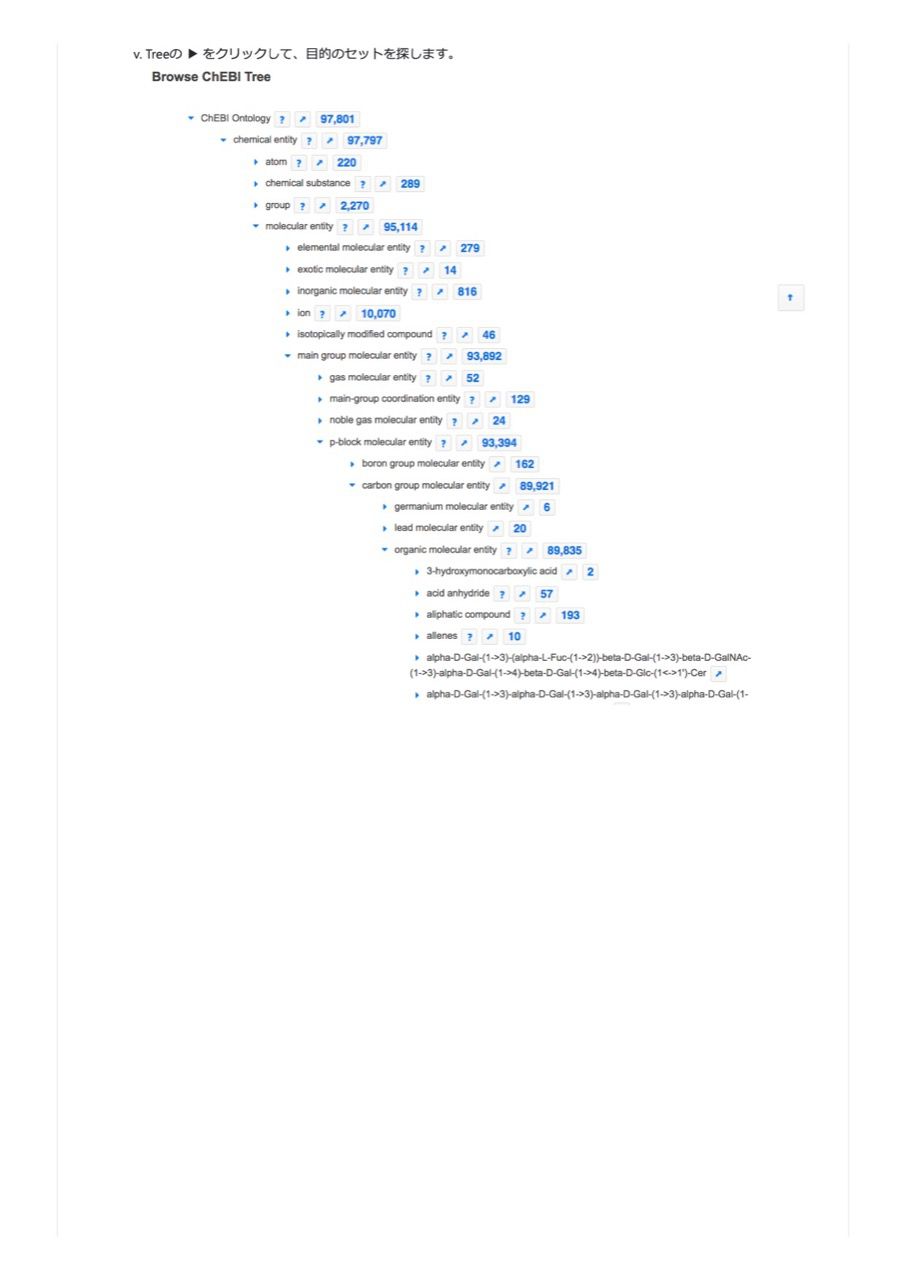 v. Treeの ▶ をクリックして、目的のセットを探します。
Browse ChEBI Tree
ChEBI Ontology ? ↗ 97,801
chemical entity ? ↗ 97,797
atom ? ↗ 220
chemical substance ? ↗ 289
group ? ↗ 2,270
molecular entity ? ↗ 95,114
elemental molecular entity ? ↗ 279
exotic molecular entity ? ↗ 14
inorganic molecular entity ? ↗ 816
ion ? ↗ 10,070
isotopically modified compound ? ↗ 46
main group molecular entity ? ↗ 93,892
gas molecular entity ? ↗ 52
main-group coordination entity ? ↗ 129
noble gas molecular entity ? ↗ 24
p-block molecular entity ? ↗ 93,394
boron group molecular entity ↗ 162
carbon group molecular entity ↗ 89,921
germanium molecular entity ↗ 6
lead molecular entity ↗ 20
organic molecular entity ? ↗ 89,835
3-hydroxymonocarboxylic acid ↗ 2
acid anhydride ? ↗ 57
aliphatic compound ? ↗ 193
allenes ? ↗ 10
alpha-D-Gal-(1->3)-(alpha-L-Fuc-(1->2))-beta-D-Gal-(1->3)-beta-D-GalNAc-
(1->3)-alpha-D-Gal-(1->4)-beta-D-Gal-(1->4)-beta-D-Glc-(1<->1')-Cer ↗
alpha-D-Gal-(1->3)-alpha-D-Gal-(1->3)-alpha-D-Gal-(1->3)-alpha-D-Gal-(1-